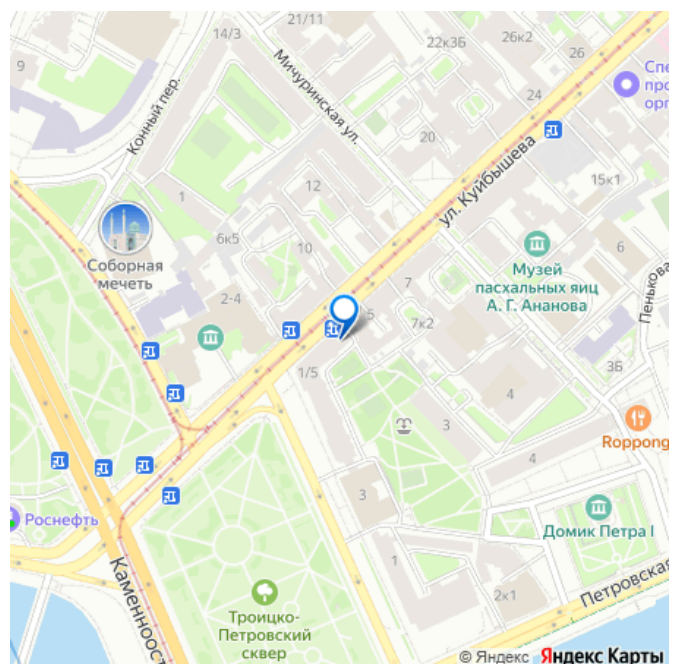 21/11
14/3
22к3Б
26к2
26
9
Спе
про
орг
Мичуринская ул.
Конный пер.
24
20
ул. Куйбышева
15к1
1
12
6к5
10
6
Соборная
мечеть
Музей
пасхальных яиц
А. Г. Ананова
7
Пенькова
2-4
5
7к2
3Б
1/5
4
3
Roppong
4
3
Роснефть
Домик Петра I
1
Каменноост
2к1
Петровская
Троицко-
Петровский
сквер
© Яндекс Яндекс Карты